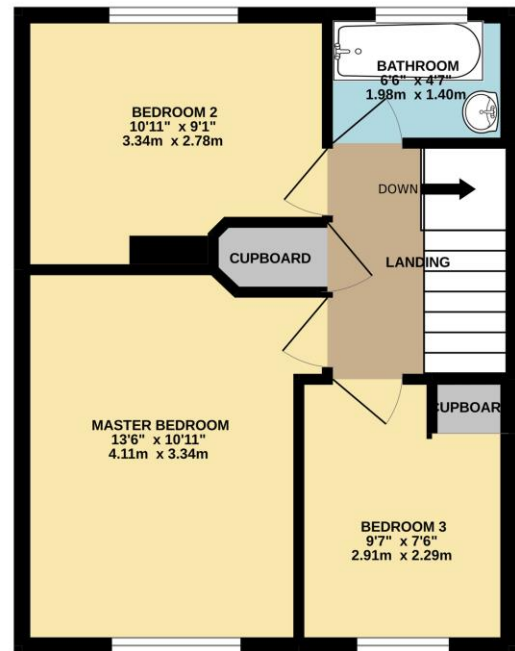 BATHROOM
6'6" x 4'7"
1.98m x 1.40m
BEDROOM 2
10'11" x 9'1"
3.34m x 2.78m
DOWN
CUPBOARD
LANDING
UPBOAR
MASTER BEDROOM
13'6" x 10'11"
4.11m x 3.34m
BEDROOM 3
9'7" x 7'6"
2.91m x 2.29m